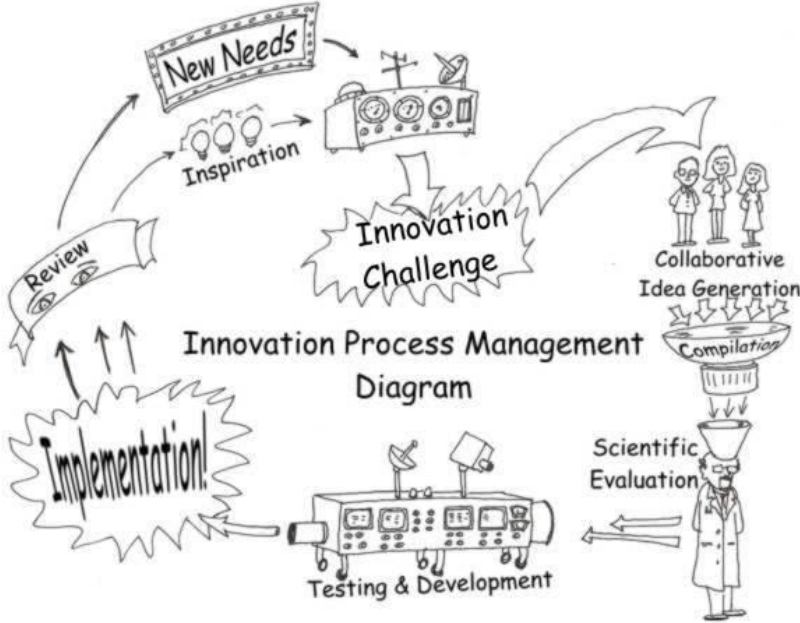 New Needs
Inspiration
Innovation
Challenge
Collaborative
Idea Generation
Compilation
Review
Innovation Process Management
Diagram
Scientific
Evaluation
Implementation!
Testing & Development